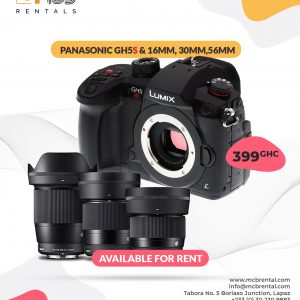 RENTALS
PANASONIC GH5S & 16MM, 30MM,56MM
GH5S
LUMIX
399GHC
AVAILABLE FOR RENT
www.mcbrental.com
info@mcbrental.com
Tabora No. 5 Borlaso Junction, Lapaz